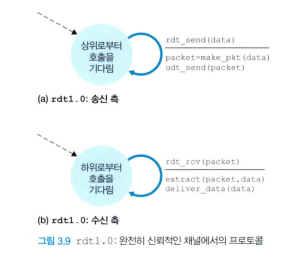 상위로부터
호출을
기다림
rdt_send(data)
packet=make_pkt(data)
udt_send(packet)
(a) rdt1.0: 송신 측
하위로부터
호출을
기다림
rdt_rcv(packet)
extract(packet,data)
deliver_data(data)
(b) rdt1.0: 수신 측
그림 3.9 rdt1.0: 완전히 신뢰적인 채널에서의 프로토콜